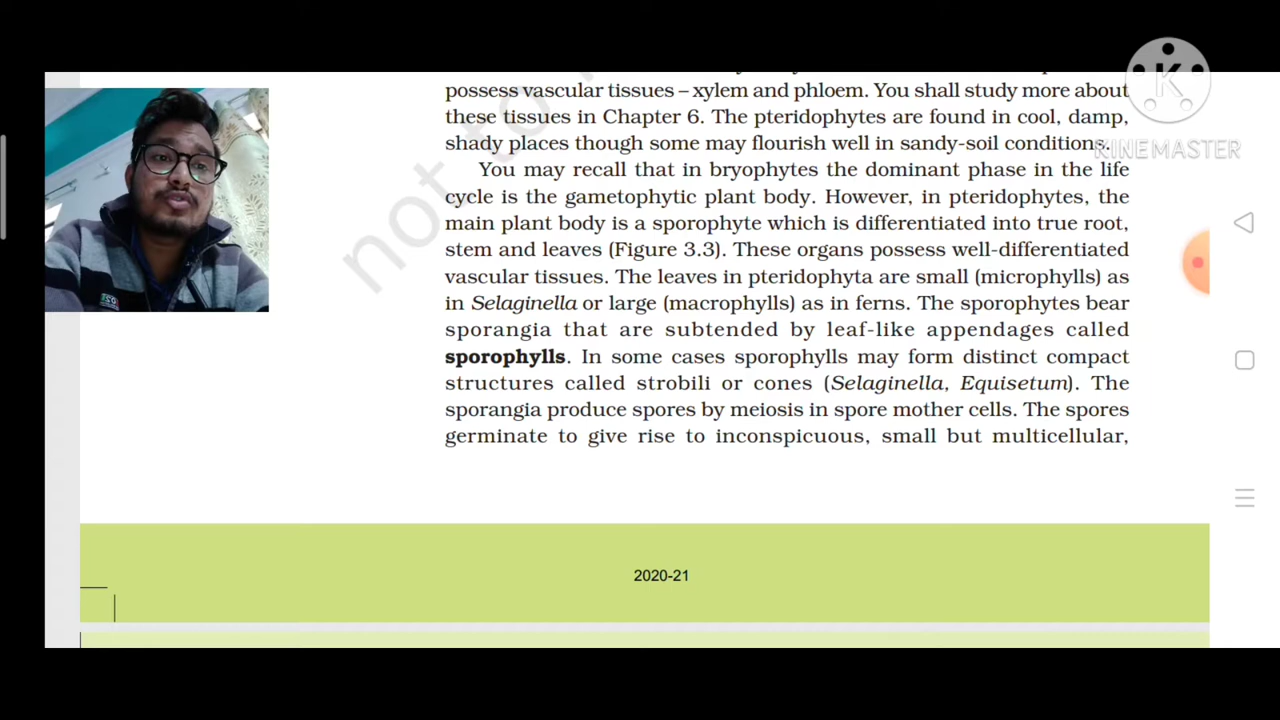 possess vascular tissues – xylem and phloem. You shall study more about
these tissues in Chapter 6. The pteridophytes are found in cool, damp,
shady places though some may flourish well in sandy-soil conditions.
You may recall that in bryophytes the dominant phase in the life
cycle is the gametophytic plant body. However, in pteridophytes, the
main plant body is a sporophyte which is differentiated into true root,
stem and leaves (Figure 3.3). These organs possess well-differentiated
vascular tissues. The leaves in pteridophyta are small (microphylls) as
in Selaginella or large (macrophylls) as in ferns. The sporophytes bear
sporangia that are subtended by leaf-like appendages called
sporophylls. In some cases sporophylls may form distinct compact
structures called strobili or cones (Selaginella, Equisetum). The
sporangia produce spores by meiosis in spore mother cells. The spores
germinate to give rise to inconspicuous, small but multicellular,
2020-21
not to
K
KINEMASTER